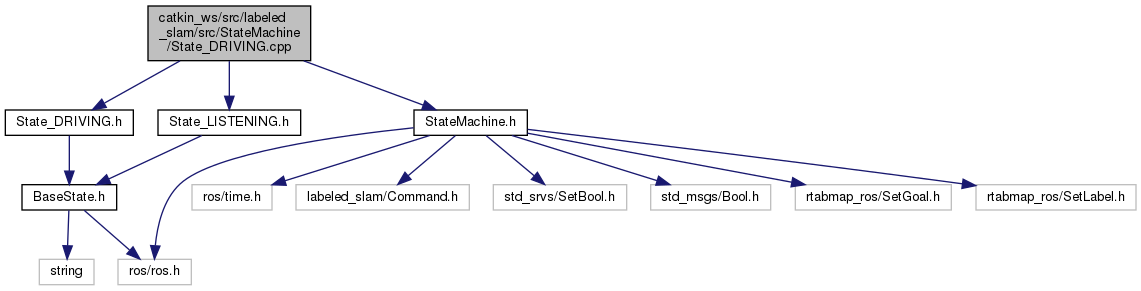 catkin_ws/src/labeled
_slam/src/StateMachine
/State_DRIVING.cpp
State_DRIVING.h
State_LISTENING.h
StateMachine.h
BaseState.h
ros/time.h
labeled_slam/Command.h
std_srvs/SetBool.h
std_msgs/Bool.h
rtabmap_ros/SetGoal.h
rtabmap_ros/SetLabel.h
string
ros/ros.h